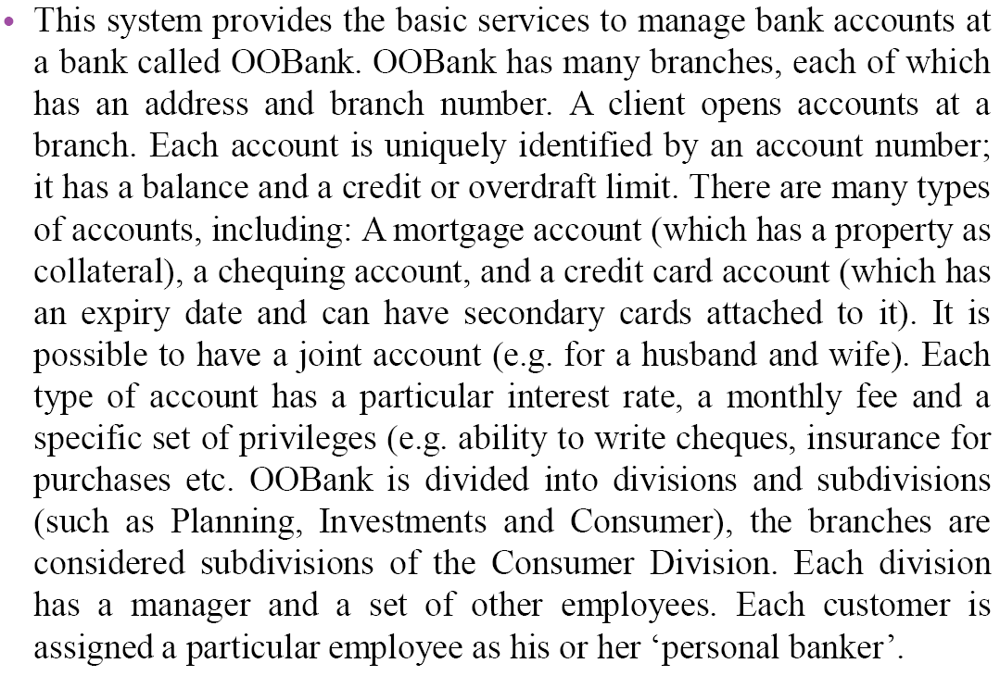 • This system provides the basic services to manage bank accounts at
a bank called OOBank. OOBank has many branches, each of which
has an address and branch number. A client opens accounts at a
branch. Each account is uniquely identified by an account number;
it has a balance and a credit or overdraft limit. There are many types
of accounts, including: A mortgage account (which has a property as
collateral), a chequing account, and a credit card account (which has
an expiry date and can have secondary cards attached to it). It is
possible to have a joint account (e.g. for a husband and wife). Each
type of account has a particular interest rate, a monthly fee and a
specific set of privileges (e.g. ability to write cheques, insurance for
purchases etc. OOBank is divided into divisions and subdivisions
(such as Planning, Investments and Consumer), the branches are
considered subdivisions of the Consumer Division. Each division
has a manager and a set of other employees. Each customer is
assigned a particular employee as his or her ‘personal banker’.